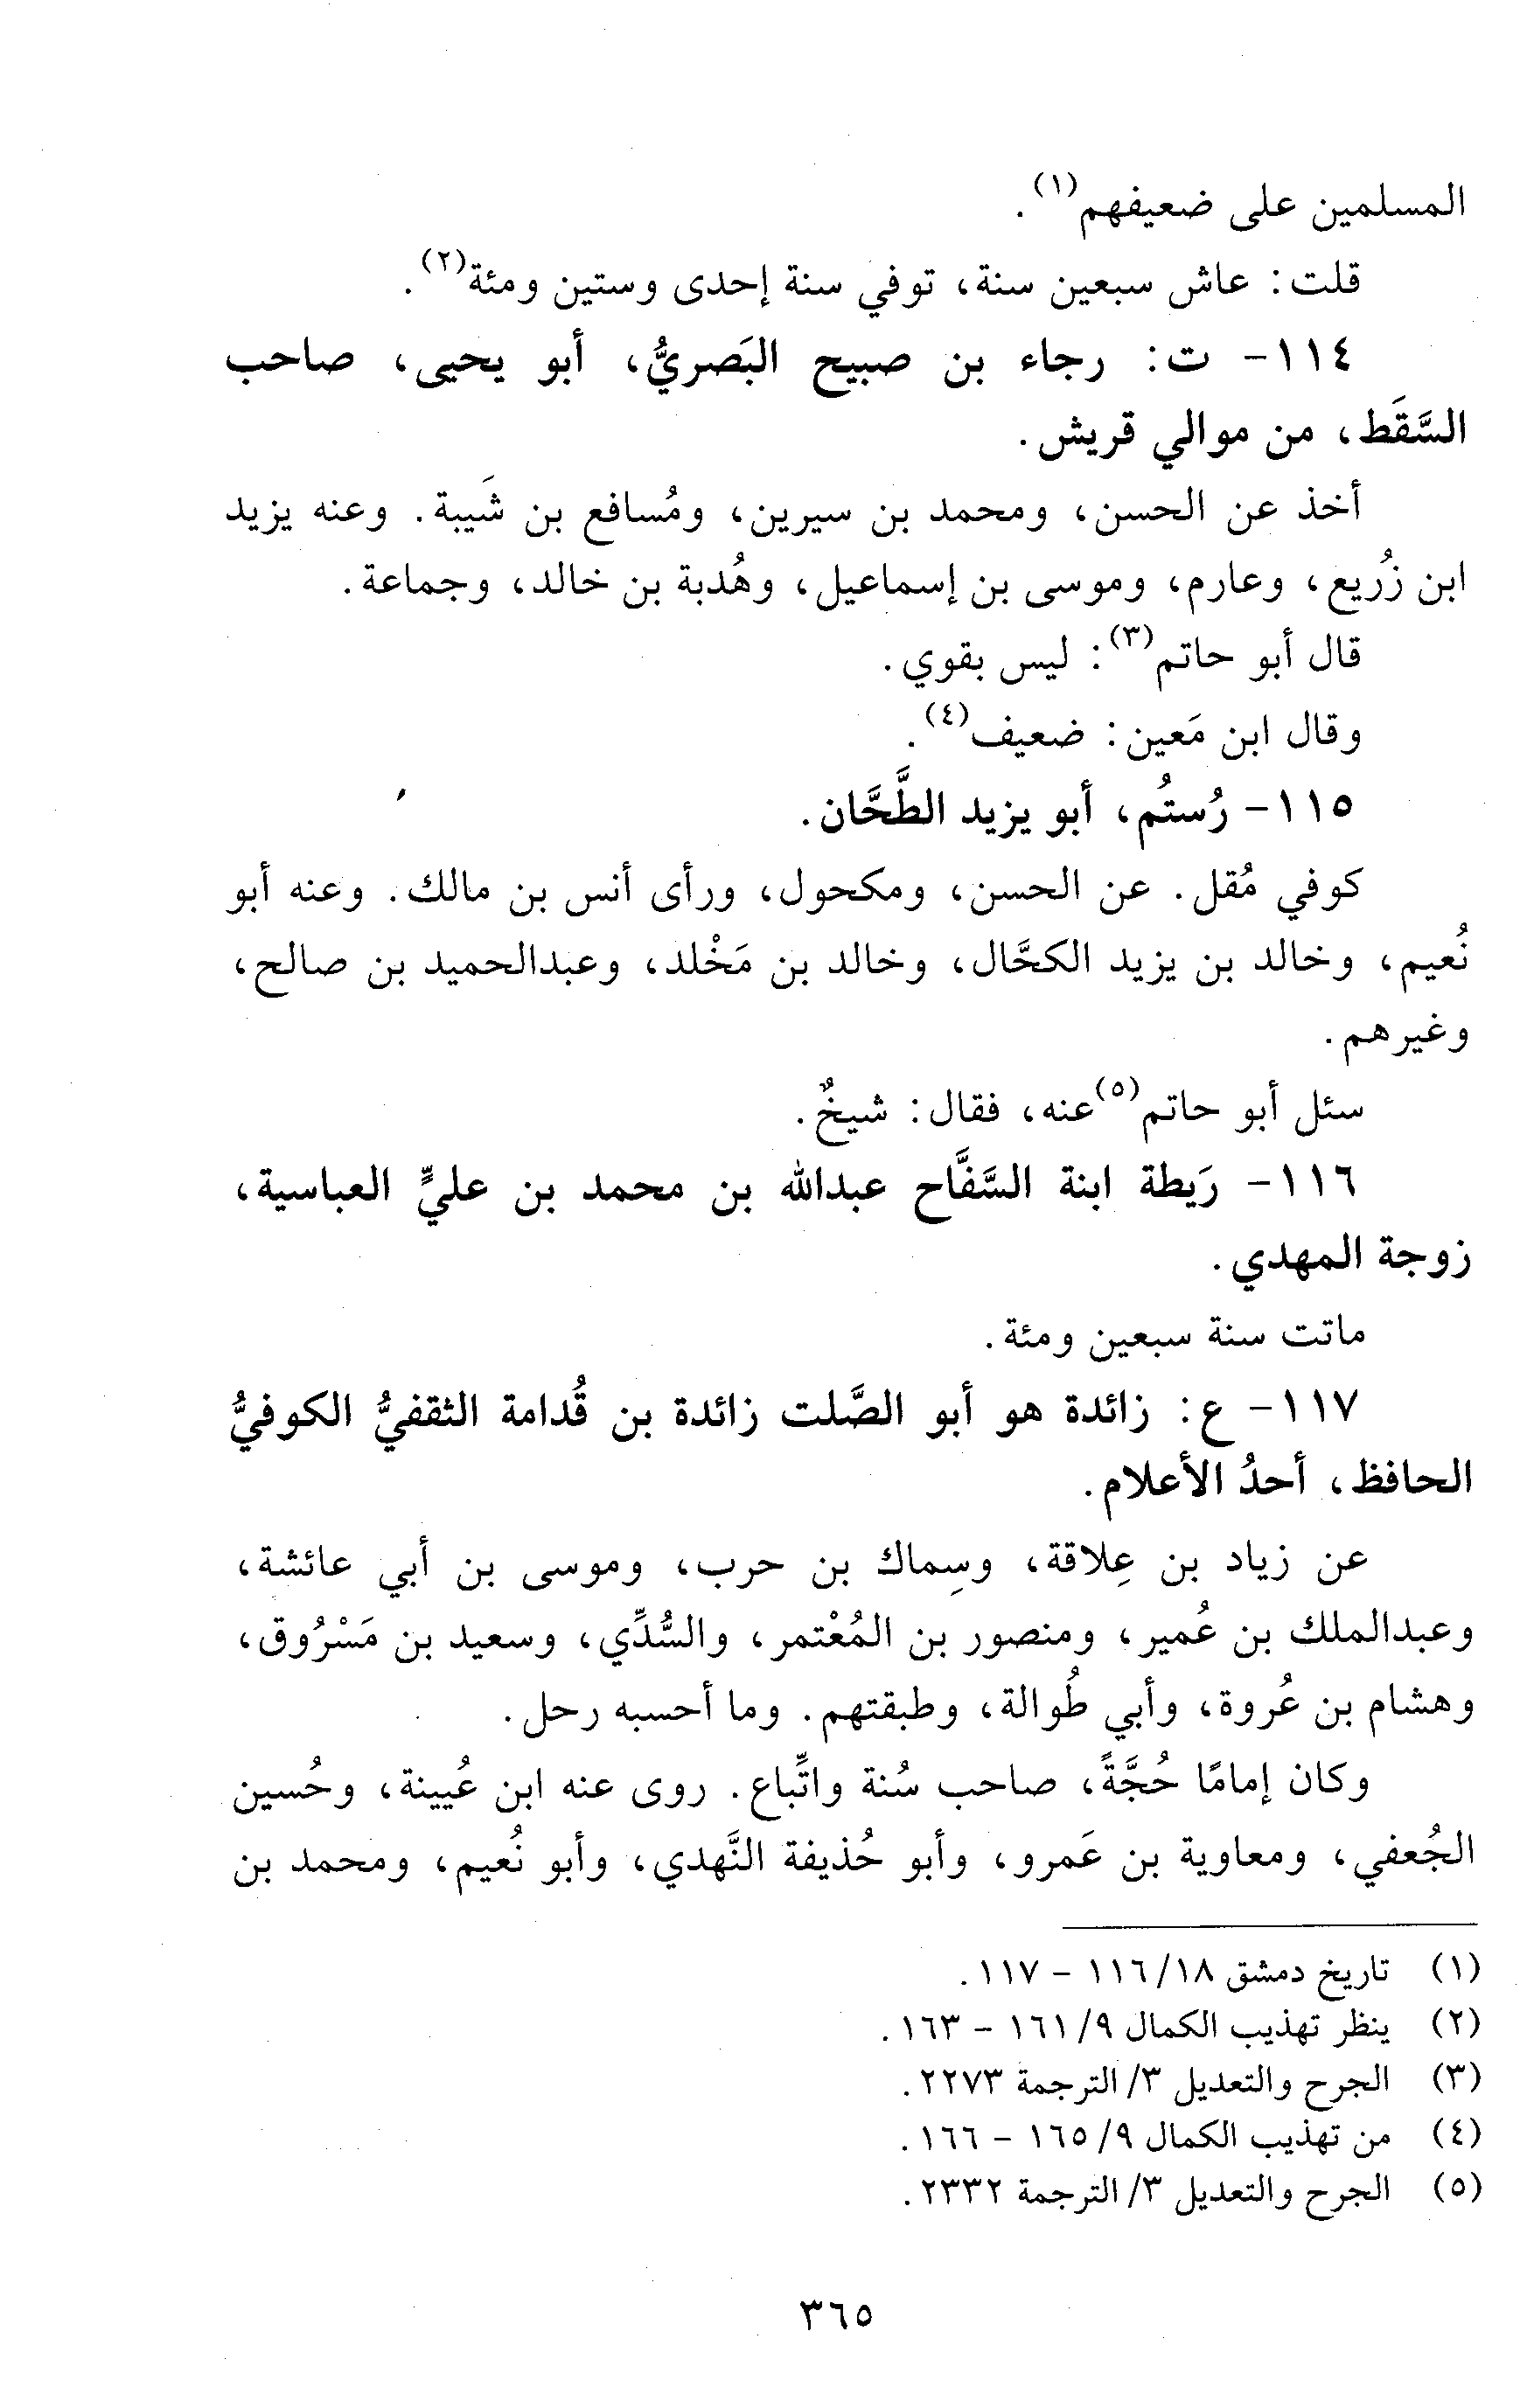 المسلمين على ضعيفهم(١).
قلت: عاش سبعين سنة، توفي سنة إحدى وستين ومئة(٢).
١١٤- ت: رجاء بن صبيح البَصريُّ، أبو يحيى، صاحب
السَّقَط، من موالي قريش.
أخذ عن الحسن، ومحمد بن سيرين، ومُسافع بن شَيبة. وعنه يزيد
ابن زُريع، وعارم، وموسى بن إسماعيل، وهُدبة بن خالد، وجماعة.
قال أبو حاتم(٣): ليس بقوي.
وقال ابن مَعين: ضعيف(٤).
١١٥- رُستُم، أبو يزيد الطَّحَّان.
كوفي مُقل. عن الحسن، ومكحول، ورأى أنس بن مالك. وعنه أبو
نُعيم، وخالد بن يزيد الكحَّال، وخالد بن مَخْلد، وعبدالحميد بن صالح،
وغيرهم.
سئل أبو حاتم(٥)عنه، فقال: شيخٌ.
١١٦- رَيطة ابنة السَّفَّاح عبدالله بن محمد بن عليٍّ العباسية،
زوجة المهدي.
ماتت سنة سبعين ومئة.
١١٧- ع: زائدة هو أبو الصَّلت زائدة بن قُدامة الثقفيُّ الكوفيُّ
الحافظ، أحدُ الأعلام.
عن زياد بن عِلاقة، وسِماك بن حرب، وموسى بن أبي عائشة،
وعبدالملك بن عُمير، ومنصور بن المُعْتمر، والسُّدِّي، وسعيد بن مَسْرُوق،
وهشام بن عُروة، وأبي طُوالة، وطبقتهم. وما أحسبه رحل.
وكان إمامًا حُجَّةً، صاحب سُنة واتِّباع. روى عنه ابن عُيينة، وحُسين
الجُعفي، ومعاوية بن عَمرو، وأبو حُذيفة النَّهدي، وأبو نُعيم، ومحمد بن
(١) تاريخ دمشق ١٨/ ١١٦ - ١١٧.
(٢) ينظر تهذيب الكمال ٩/ ١٦١ - ١٦٣.
(٣) الجرح والتعديل ٣/ الترجمة ٢٢٧٣.
(٤) من تهذيب الكمال ٩/ ١٦٥ - ١٦٦.
(٥) الجرح والتعديل ٣/ الترجمة ٢٣٣٢.
٣٦٥